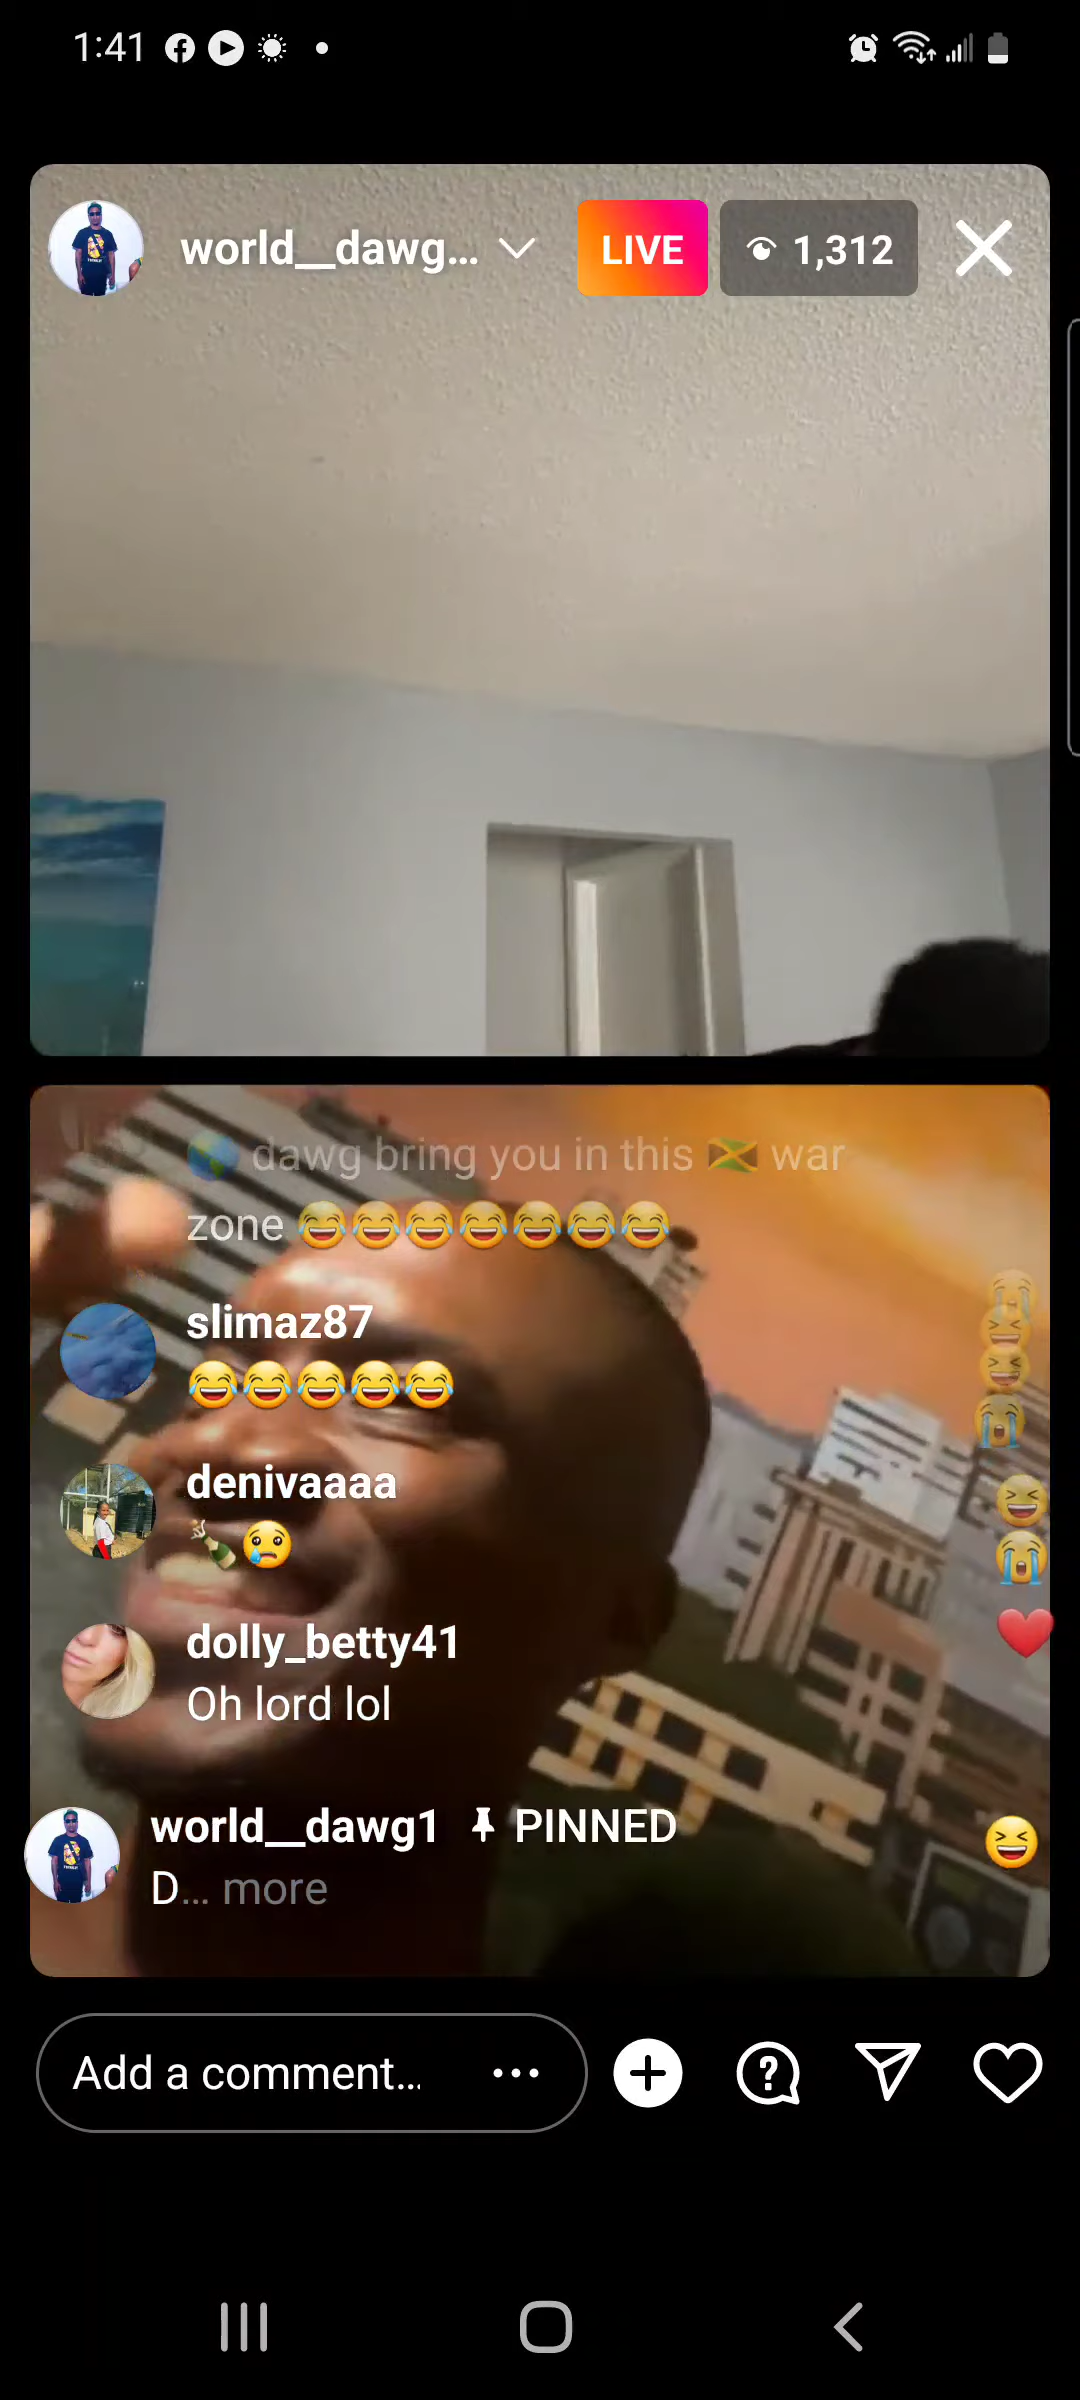 1:41
world__dawg...
LIVE
1,312
🌎 dawg bring you in this 🇯🇲 war
zone 😂😂😂😂😂😂😂
slimaz87
😂😂😂😂😂
denivaaaa
🍾😢
dolly_betty41
Oh lord lol
world__dawg1 📌 PINNED
D... more
Add a comment...